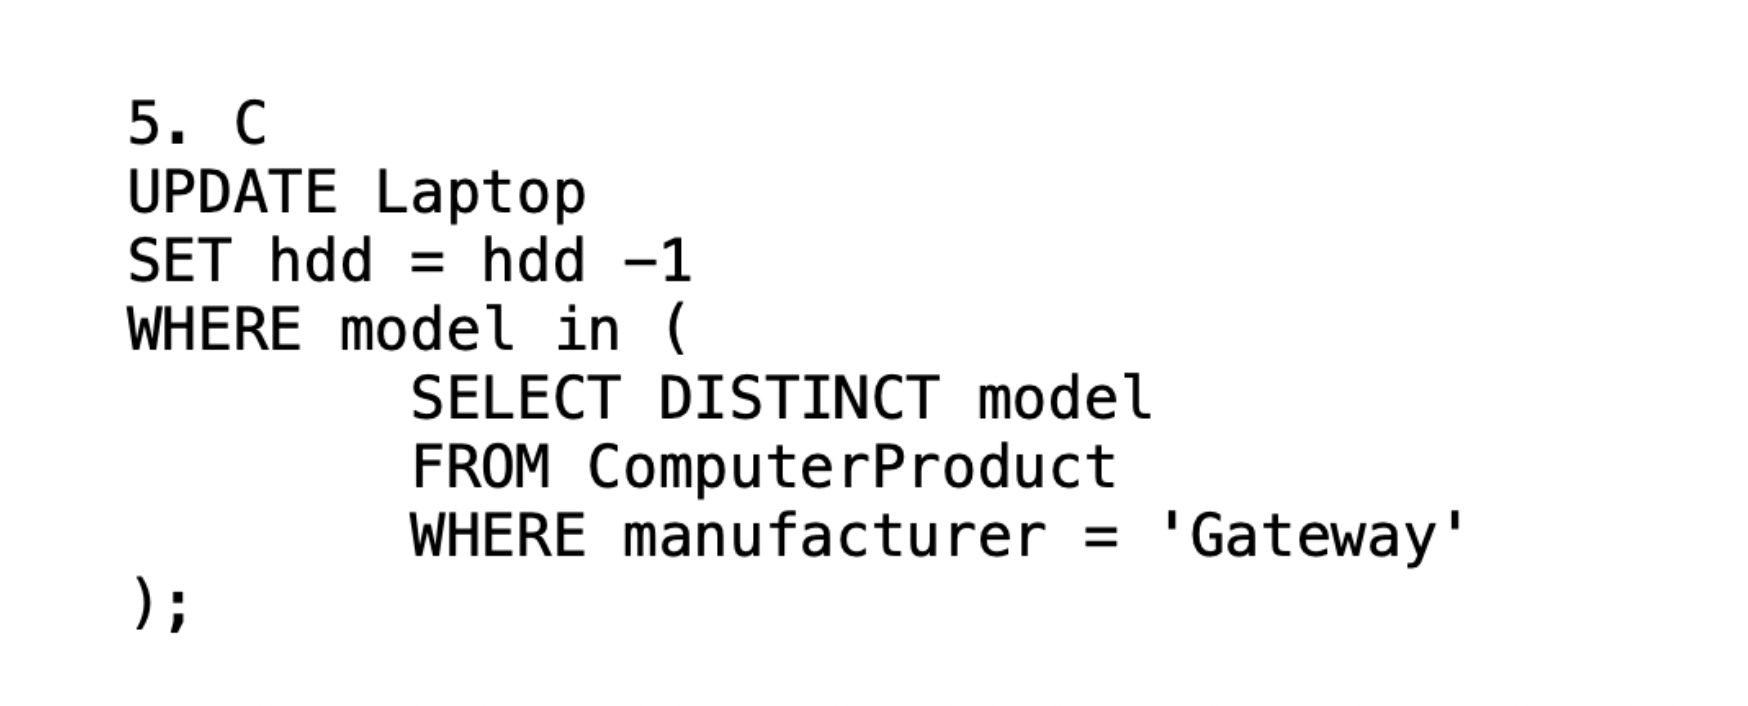 5. C
UPDATE Laptop
SET hdd = hdd -1
WHERE model in (
SELECT DISTINCT model
FROM ComputerProduct
WHERE manufacturer = 'Gateway'
);